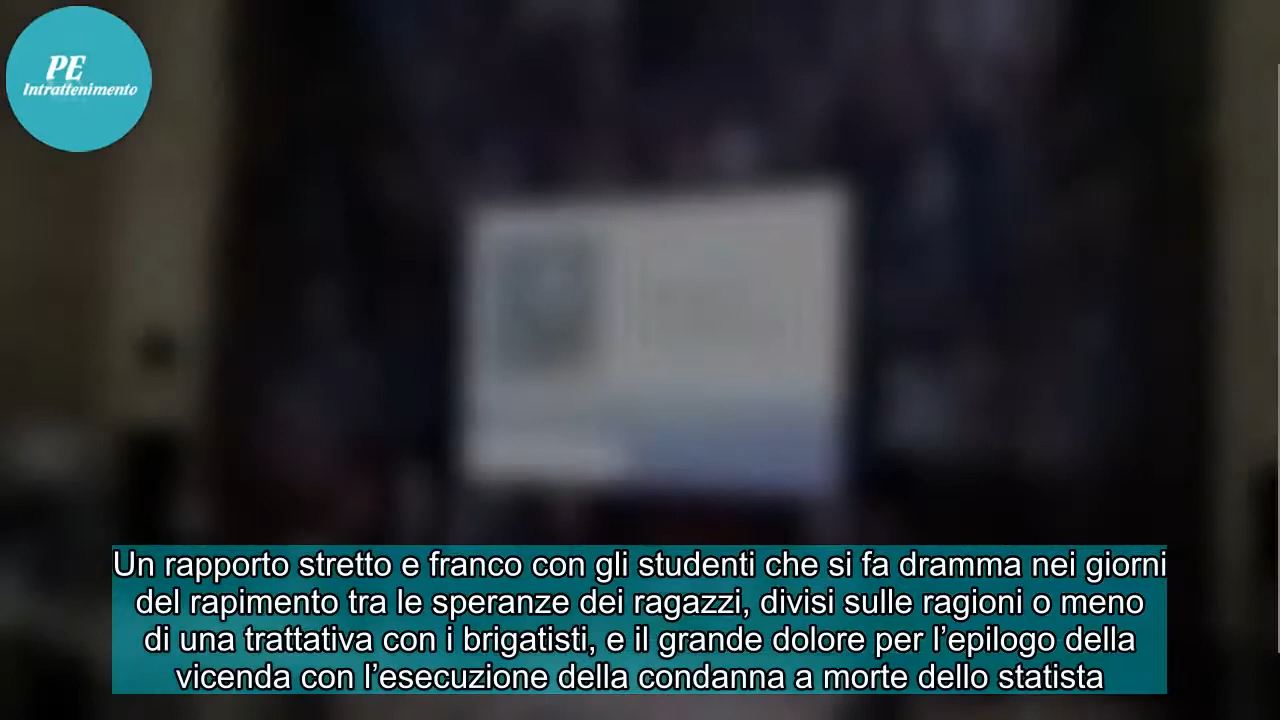 PE
Intrattenimento
Un rapporto stretto e franco con gli studenti che si fa dramma nei giorni
del rapimento tra le speranze dei ragazzi, divisi sulle ragioni o meno
di una trattativa con i brigatisti, e il grande dolore per l’epilogo della
vicenda con l’esecuzione della condanna a morte dello statista